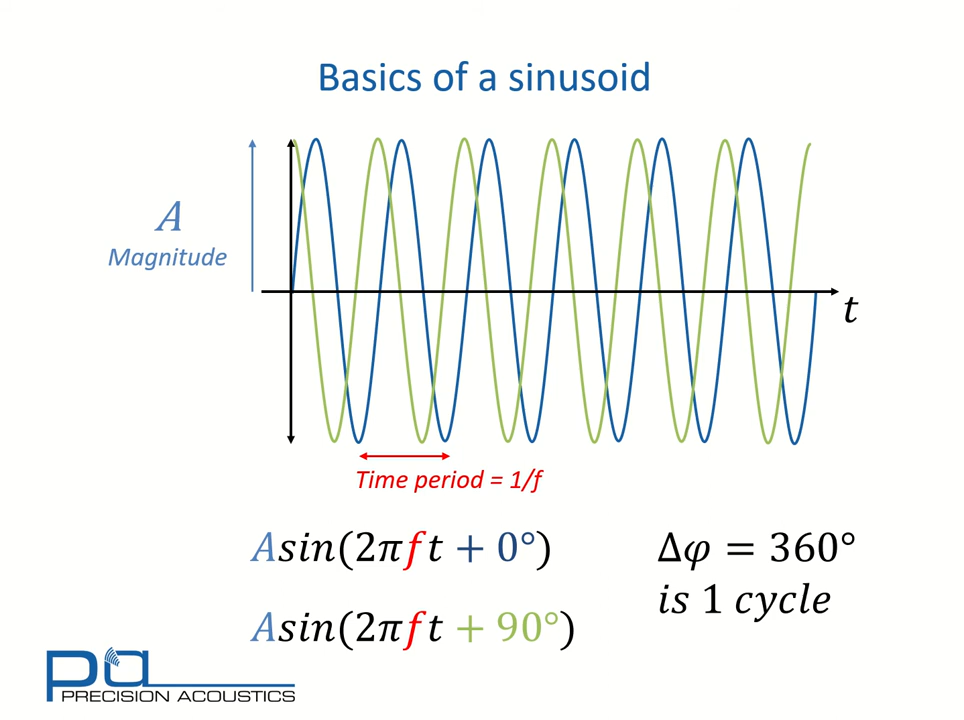 Basics of a sinusoid
A
Magnitude
t
Time period = 1/f
Asin(2πft + 0°)
Δφ = 360°
is 1 cycle
Asin(2πft + 90°)
pa
PRECISION ACOUSTICS